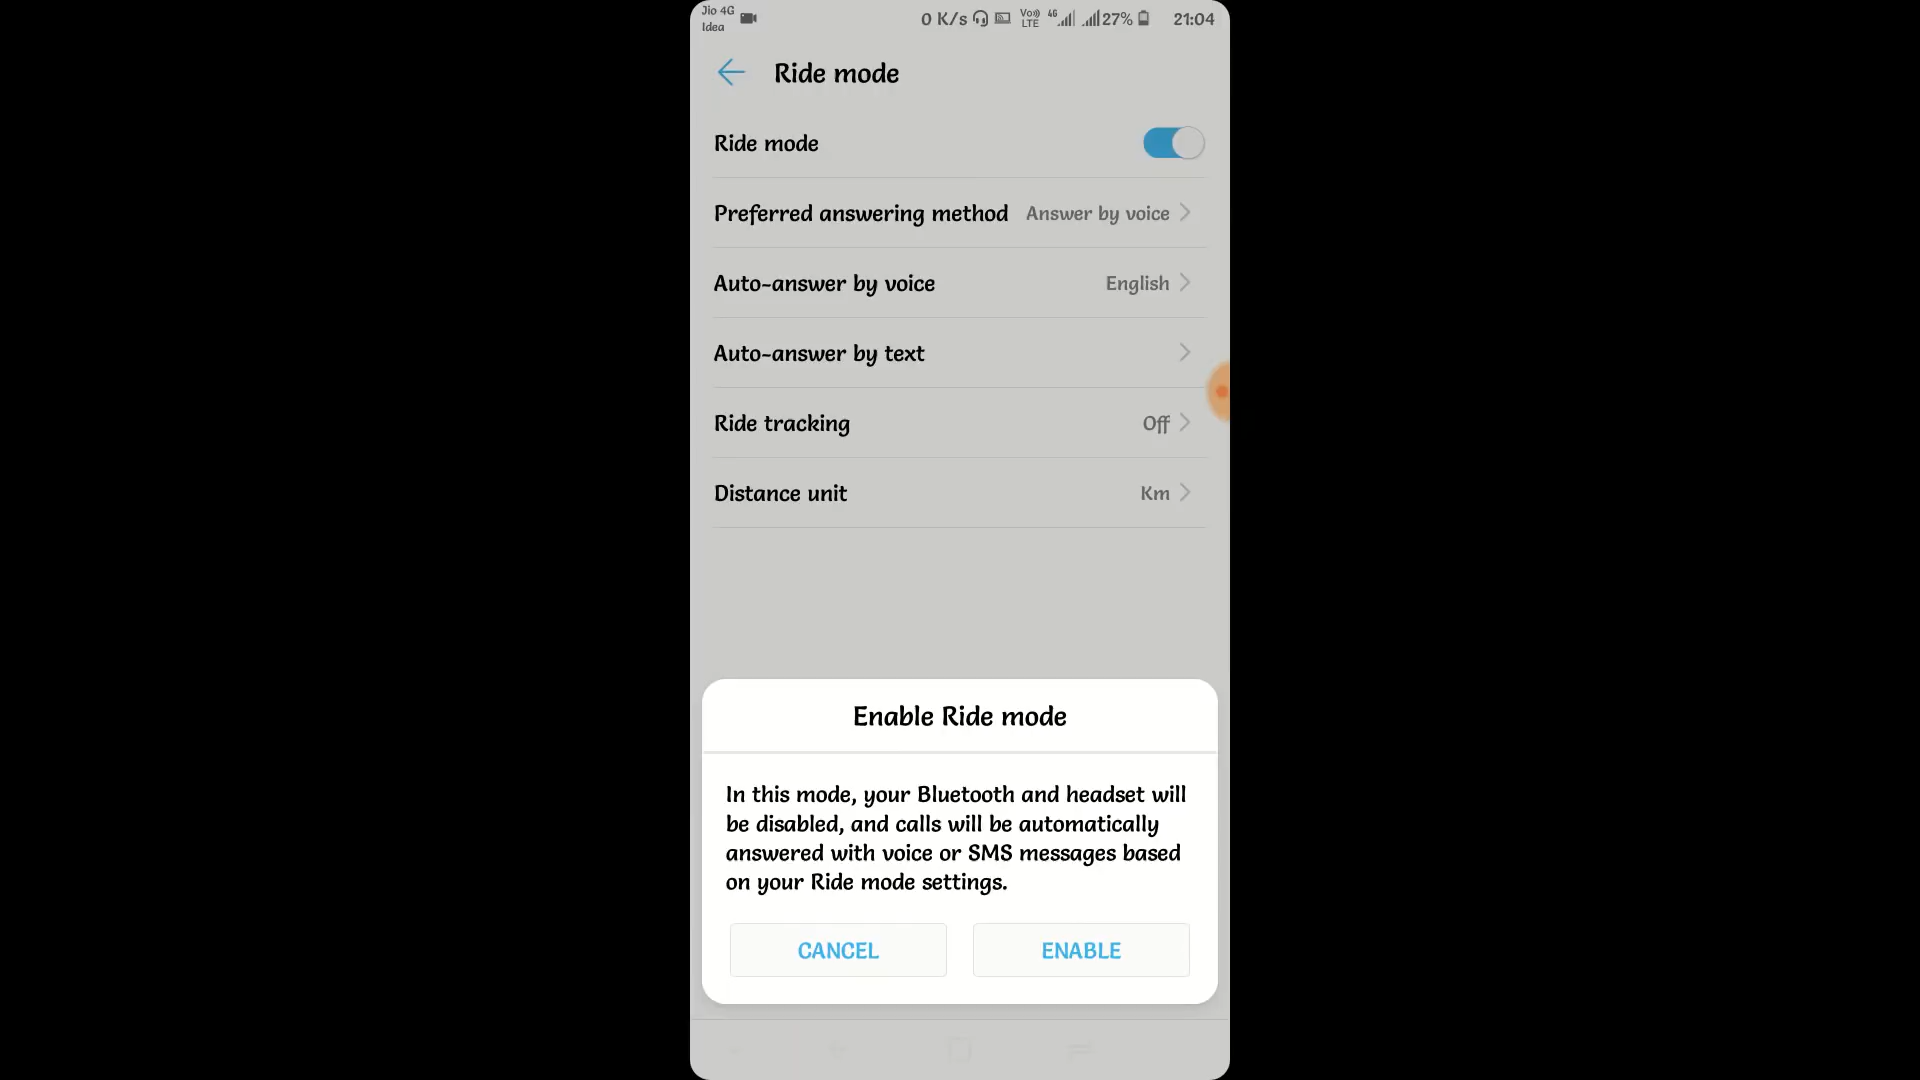 Jio 4G
Idea
0 K/s Vo)) LTE 4G 27% 21:04
Ride mode
Ride mode
Preferred answering method Answer by voice
Auto-answer by voice English
Auto-answer by text
Ride tracking Off
Distance unit Km
Enable Ride mode
In this mode, your Bluetooth and headset will
be disabled, and calls will be automatically
answered with voice or SMS messages based
on your Ride mode settings.
CANCEL ENABLE